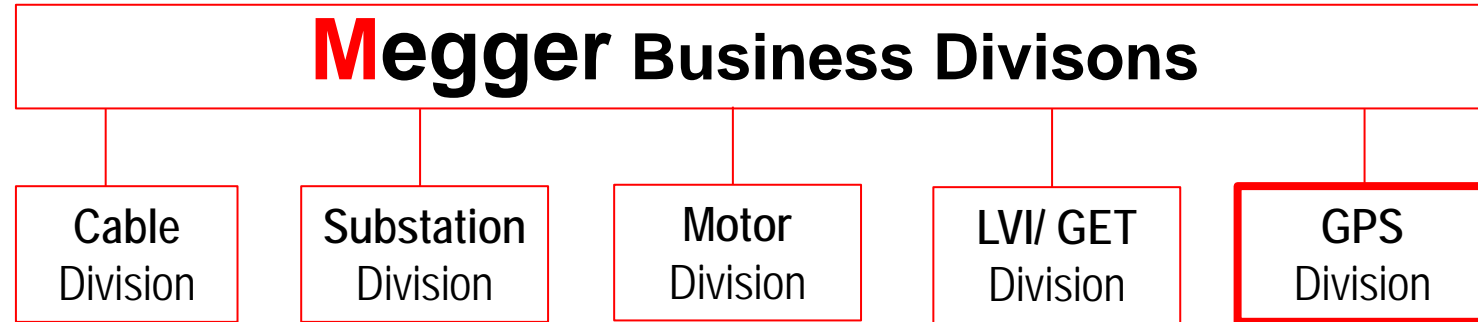 Megger Business Divisons
Cable
Division
Substation
Division
Motor
Division
LVI/ GET
Division
GPS
Division